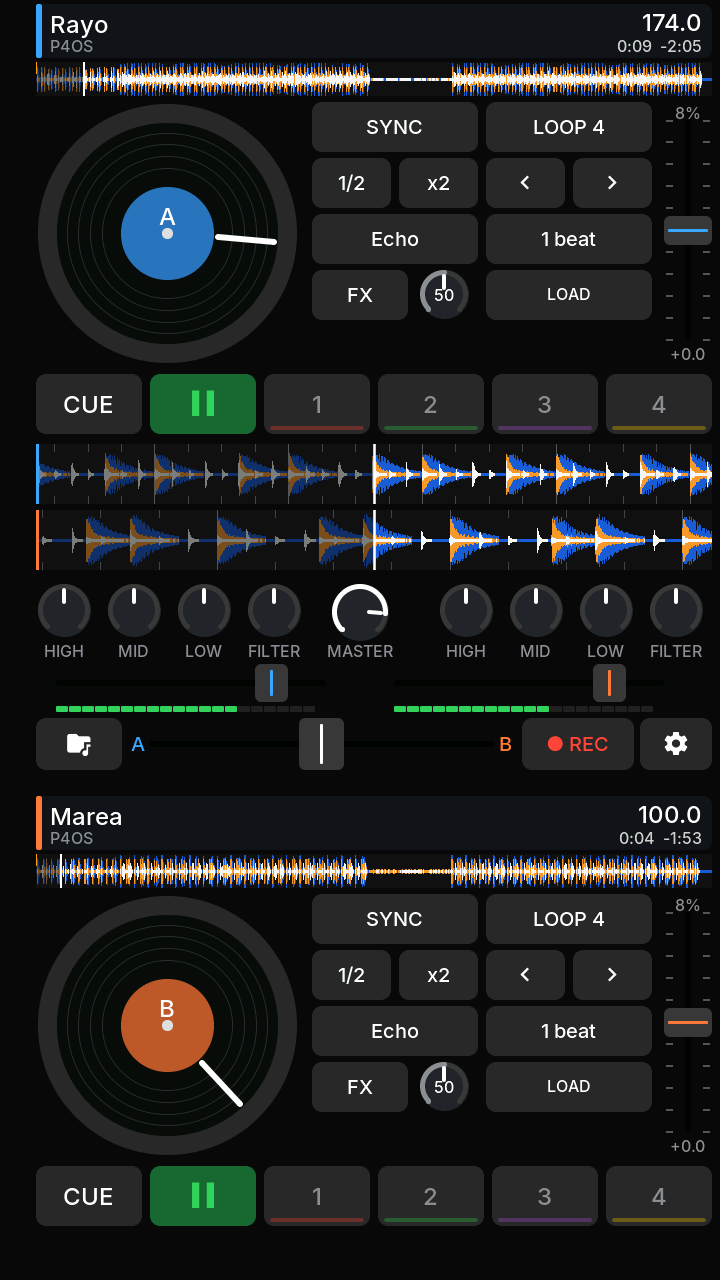 Rayo 174.0
P4OS 0:09 -2:05
8%
SYNC LOOP 4
1/2 x2 < >
A
Echo 1 beat
FX 50 LOAD
+0.0
CUE 1 2 3 4
HIGH MID LOW FILTER MASTER HIGH MID LOW FILTER
A B REC
Marea 100.0
P4OS 0:04 -1:53
8%
SYNC LOOP 4
1/2 x2 < >
B
Echo 1 beat
FX 50 LOAD
+0.0
CUE 1 2 3 4